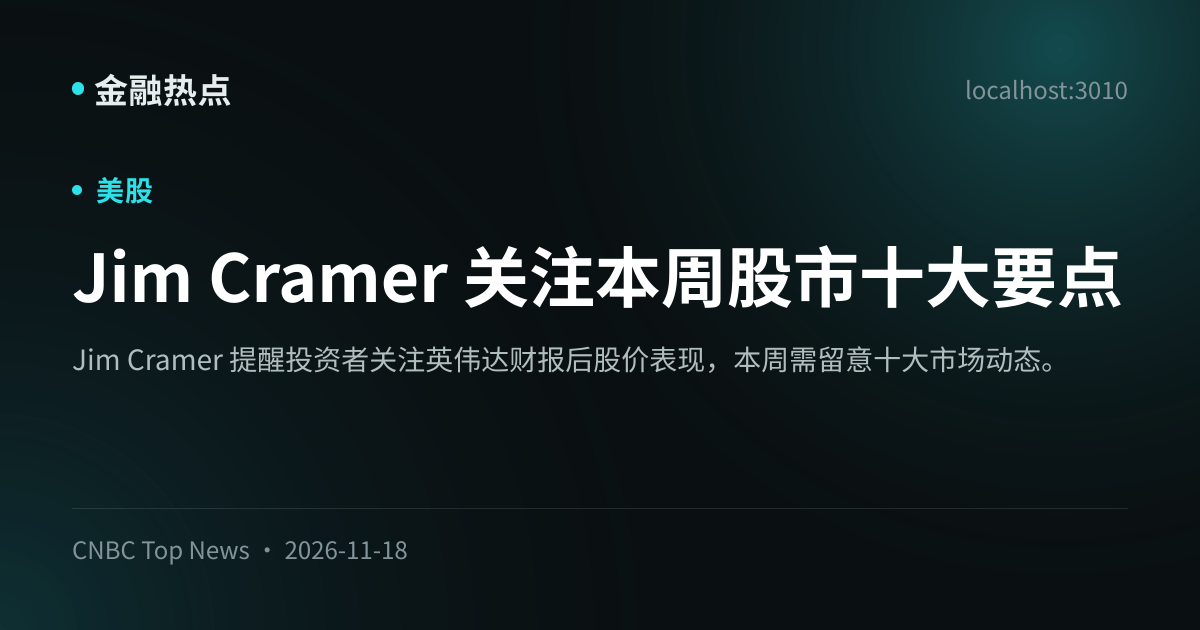 金融热点
localhost:3010
美股
Jim Cramer 关注本周股市十大要点
Jim Cramer 提醒投资者关注英伟达财报后股价表现，本周需留意十大市场动态。
CNBC Top News • 2026-11-18